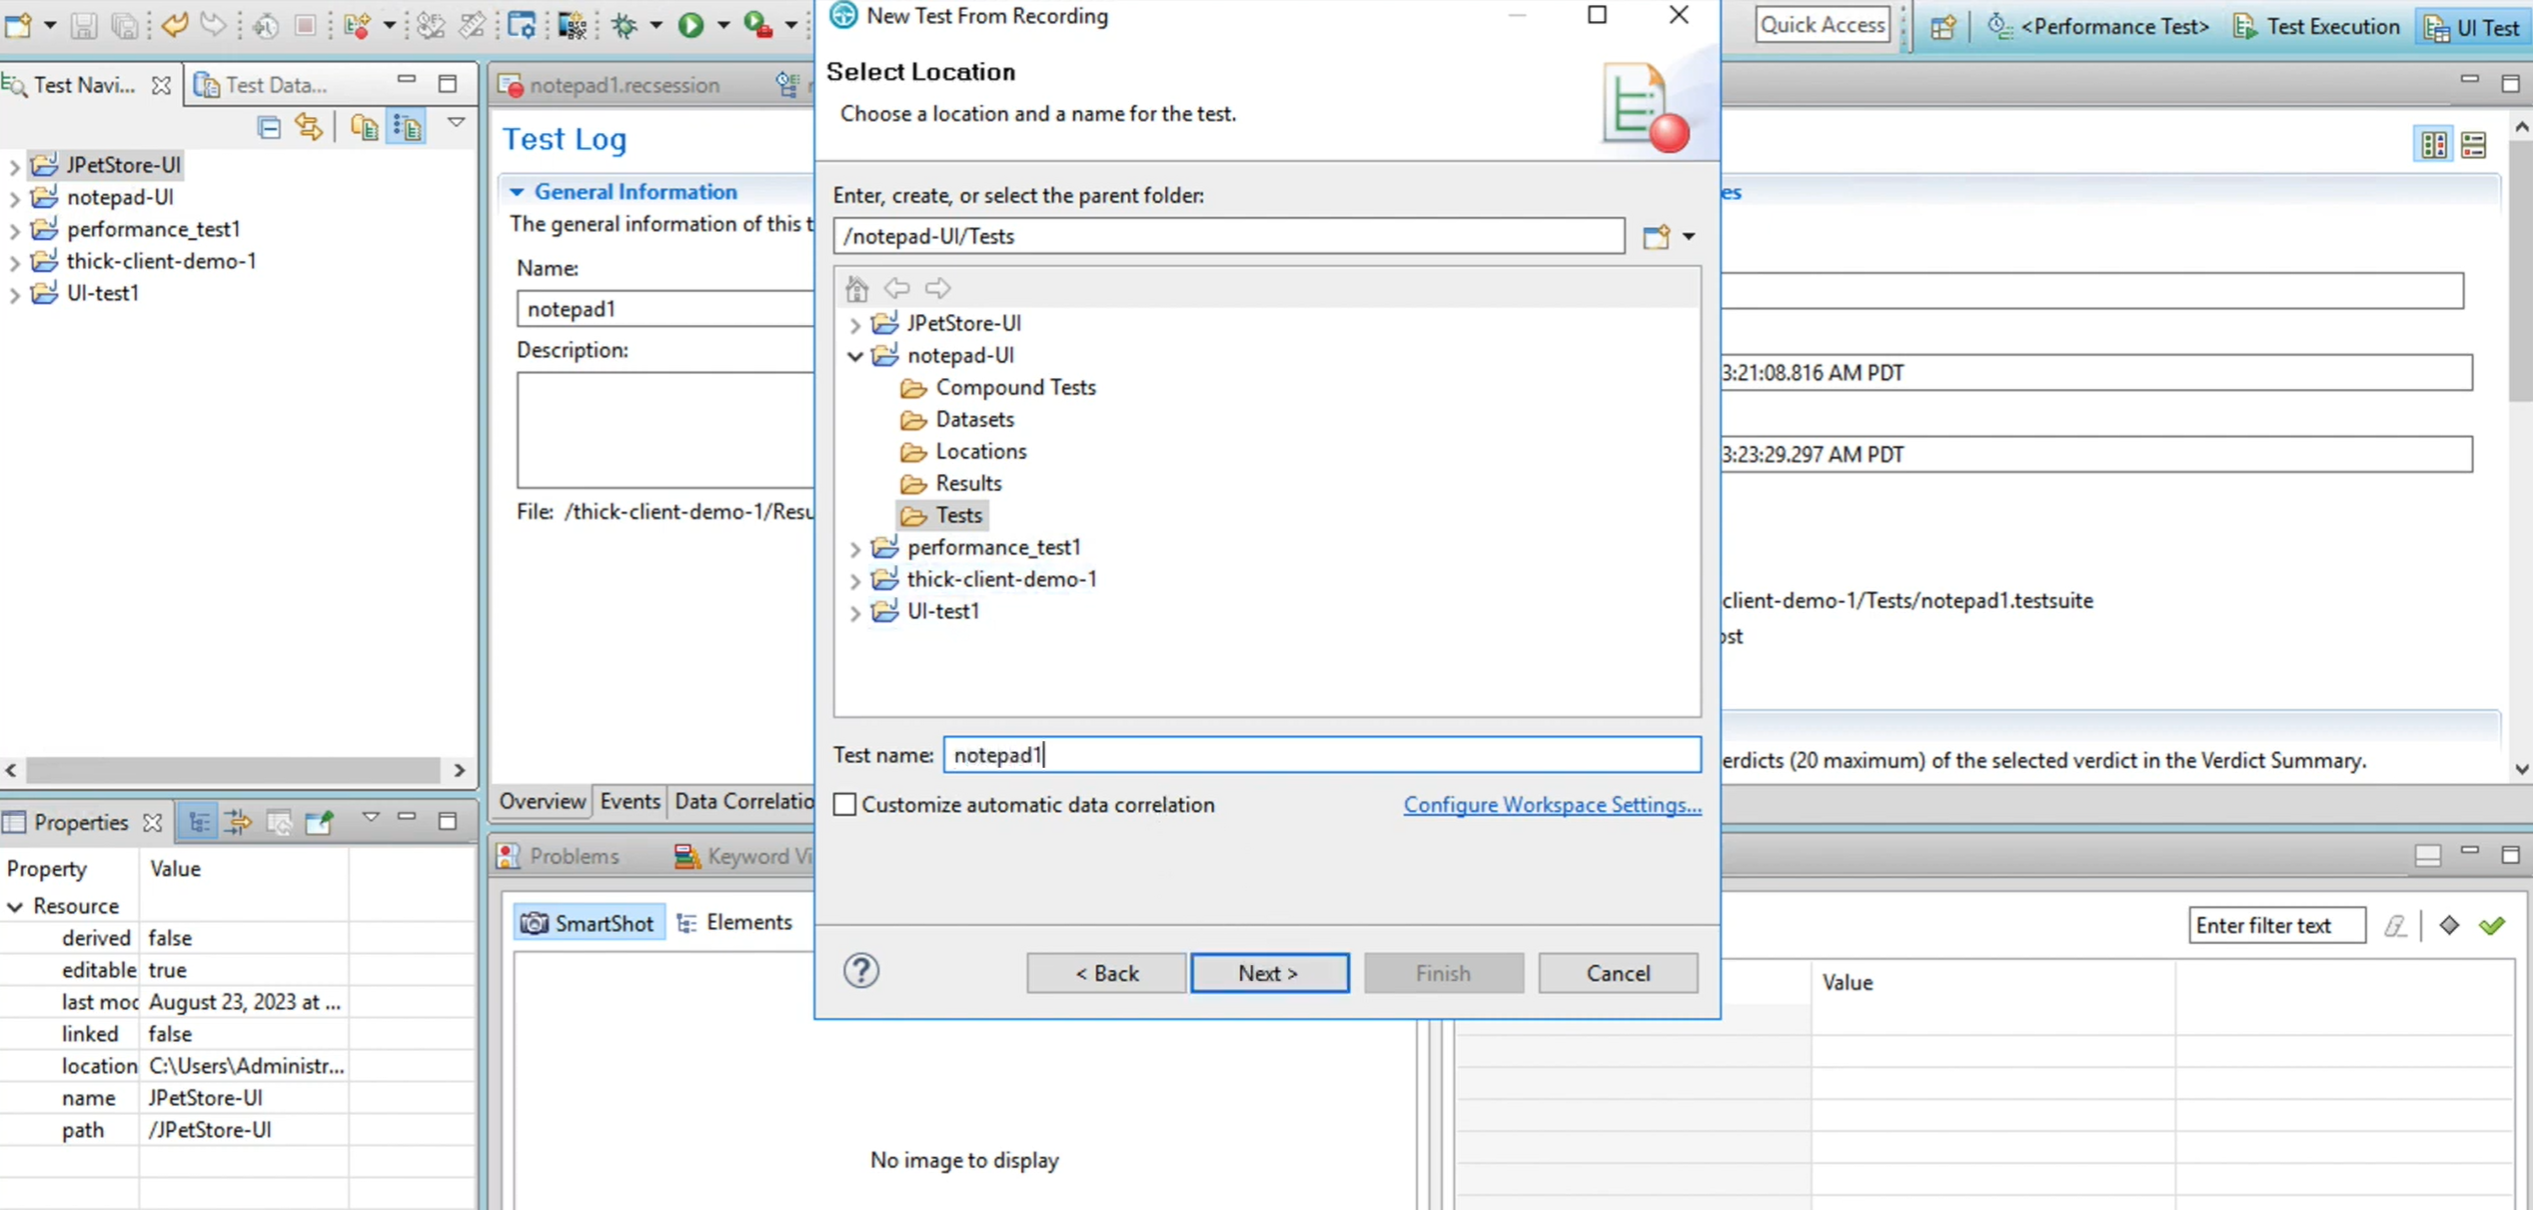 New Test From Recording
Quick Access
<Performance Test>
Test Execution
UI Test
Test Navi...
Test Data...
JPetStore-UI
notepad-UI
performance_test1
thick-client-demo-1
UI-test1
notepad1.recsession
Test Log
General Information
The general information of this t
Name:
notepad1
Description:
File: /thick-client-demo-1/Resu
Overview
Events
Data Correlatio
Select Location
Choose a location and a name for the test.
Enter, create, or select the parent folder:
/notepad-UI/Tests
JPetStore-UI
notepad-UI
Compound Tests
Datasets
Locations
Results
Tests
performance_test1
thick-client-demo-1
UI-test1
Test name: notepad1
Customize automatic data correlation
Configure Workspace Settings...
< Back
Next >
Finish
Cancel
es
3:21:08.816 AM PDT
3:23:29.297 AM PDT
client-demo-1/Tests/notepad1.testsuite
ost
erdicts (20 maximum) of the selected verdict in the Verdict Summary.
Properties
Property Value
Resource
derived false
editable true
last moc August 23, 2023 at ...
linked false
location C:\Users\Administr...
name JPetStore-UI
path /JPetStore-UI
Problems
Keyword Vi
SmartShot
Elements
No image to display
Enter filter text
Value